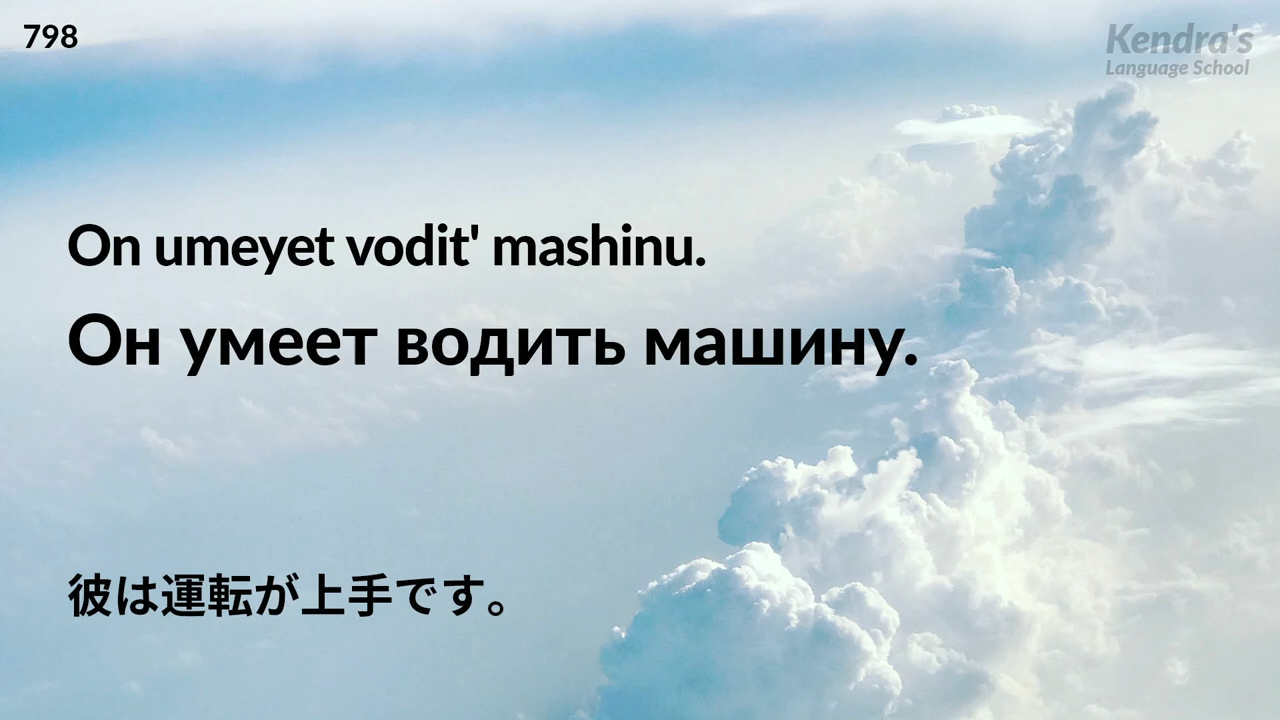 798
Kendra's
Language School
On umeyet vodit' mashinu.
Он умеет водить машину.
彼は運転が上手です。